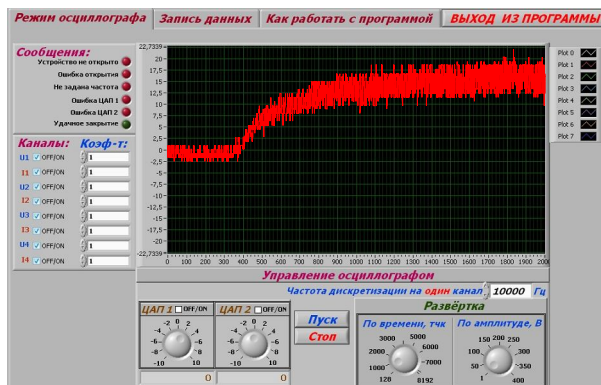 Режим осциллографа
Запись данных
Как работать с программой
ВЫХОД ИЗ ПРОГРАММЫ
Сообщения:
Устройство не открыто
Ошибка открытия
Не задана частота
Ошибка ЦАП 1
Ошибка ЦАП 2
Удачное закрытие
Каналы: Коэф-т:
U1 OFF/ON 1
I1 OFF/ON 1
U2 OFF/ON 1
I2 OFF/ON 1
U3 OFF/ON 1
I3 OFF/ON 1
U4 OFF/ON 1
I4 OFF/ON 1
22,7339
20
17,5
15
12,5
10
7,5
5
2,5
0
-2,5
-5
-7,5
-10
-12,5
-15
-17,5
-20
-22,7339
0 100 200 300 400 500 600 700 800 900 1000 1100 1200 1300 1400 1500 1600 1700 1800 1900 2000
Plot 0
Plot 1
Plot 2
Plot 3
Plot 4
Plot 5
Plot 6
Plot 7
Управление осциллографом
Частота дискретизации на один канал 10000 Гц
ЦАП 1 OFF/ON
-10 -8 -6 -4 -2 0 2 4 6 8 10
0
ЦАП 2 OFF/ON
-10 -8 -6 -4 -2 0 2 4 6 8 10
0
Пуск
Стоп
Развёртка
По времени, тчк
128 1000 2000 3000 5000 6000 7000 8192
По амплитуде, В
1 50 100 150 200 250 300 350 400